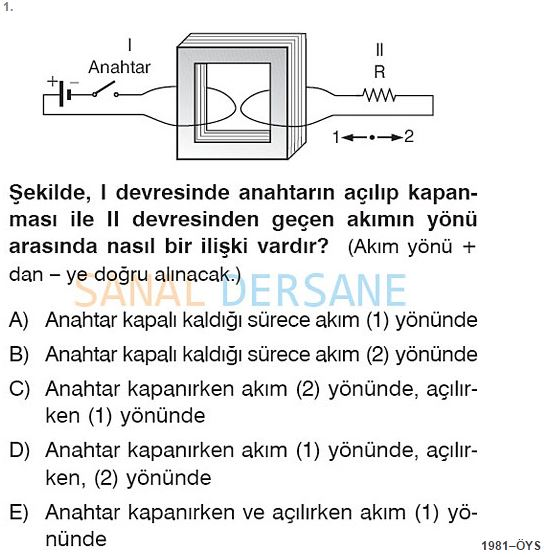 1.
I
Anahtar
+ –
II
R
1 2
Şekilde, I devresinde anahtarın açılıp kapan-
ması ile II devresinden geçen akımın yönü
arasında nasıl bir ilişki vardır? (Akım yönü +
dan – ye doğru alınacak.)
SANAL DERSANE
A) Anahtar kapalı kaldığı sürece akım (1) yönünde
B) Anahtar kapalı kaldığı sürece akım (2) yönünde
C) Anahtar kapanırken akım (2) yönünde, açılır-
ken (1) yönünde
D) Anahtar kapanırken akım (1) yönünde, açılır-
ken, (2) yönünde
E) Anahtar kapanırken ve açılırken akım (1) yö-
nünde
1981–ÖYS